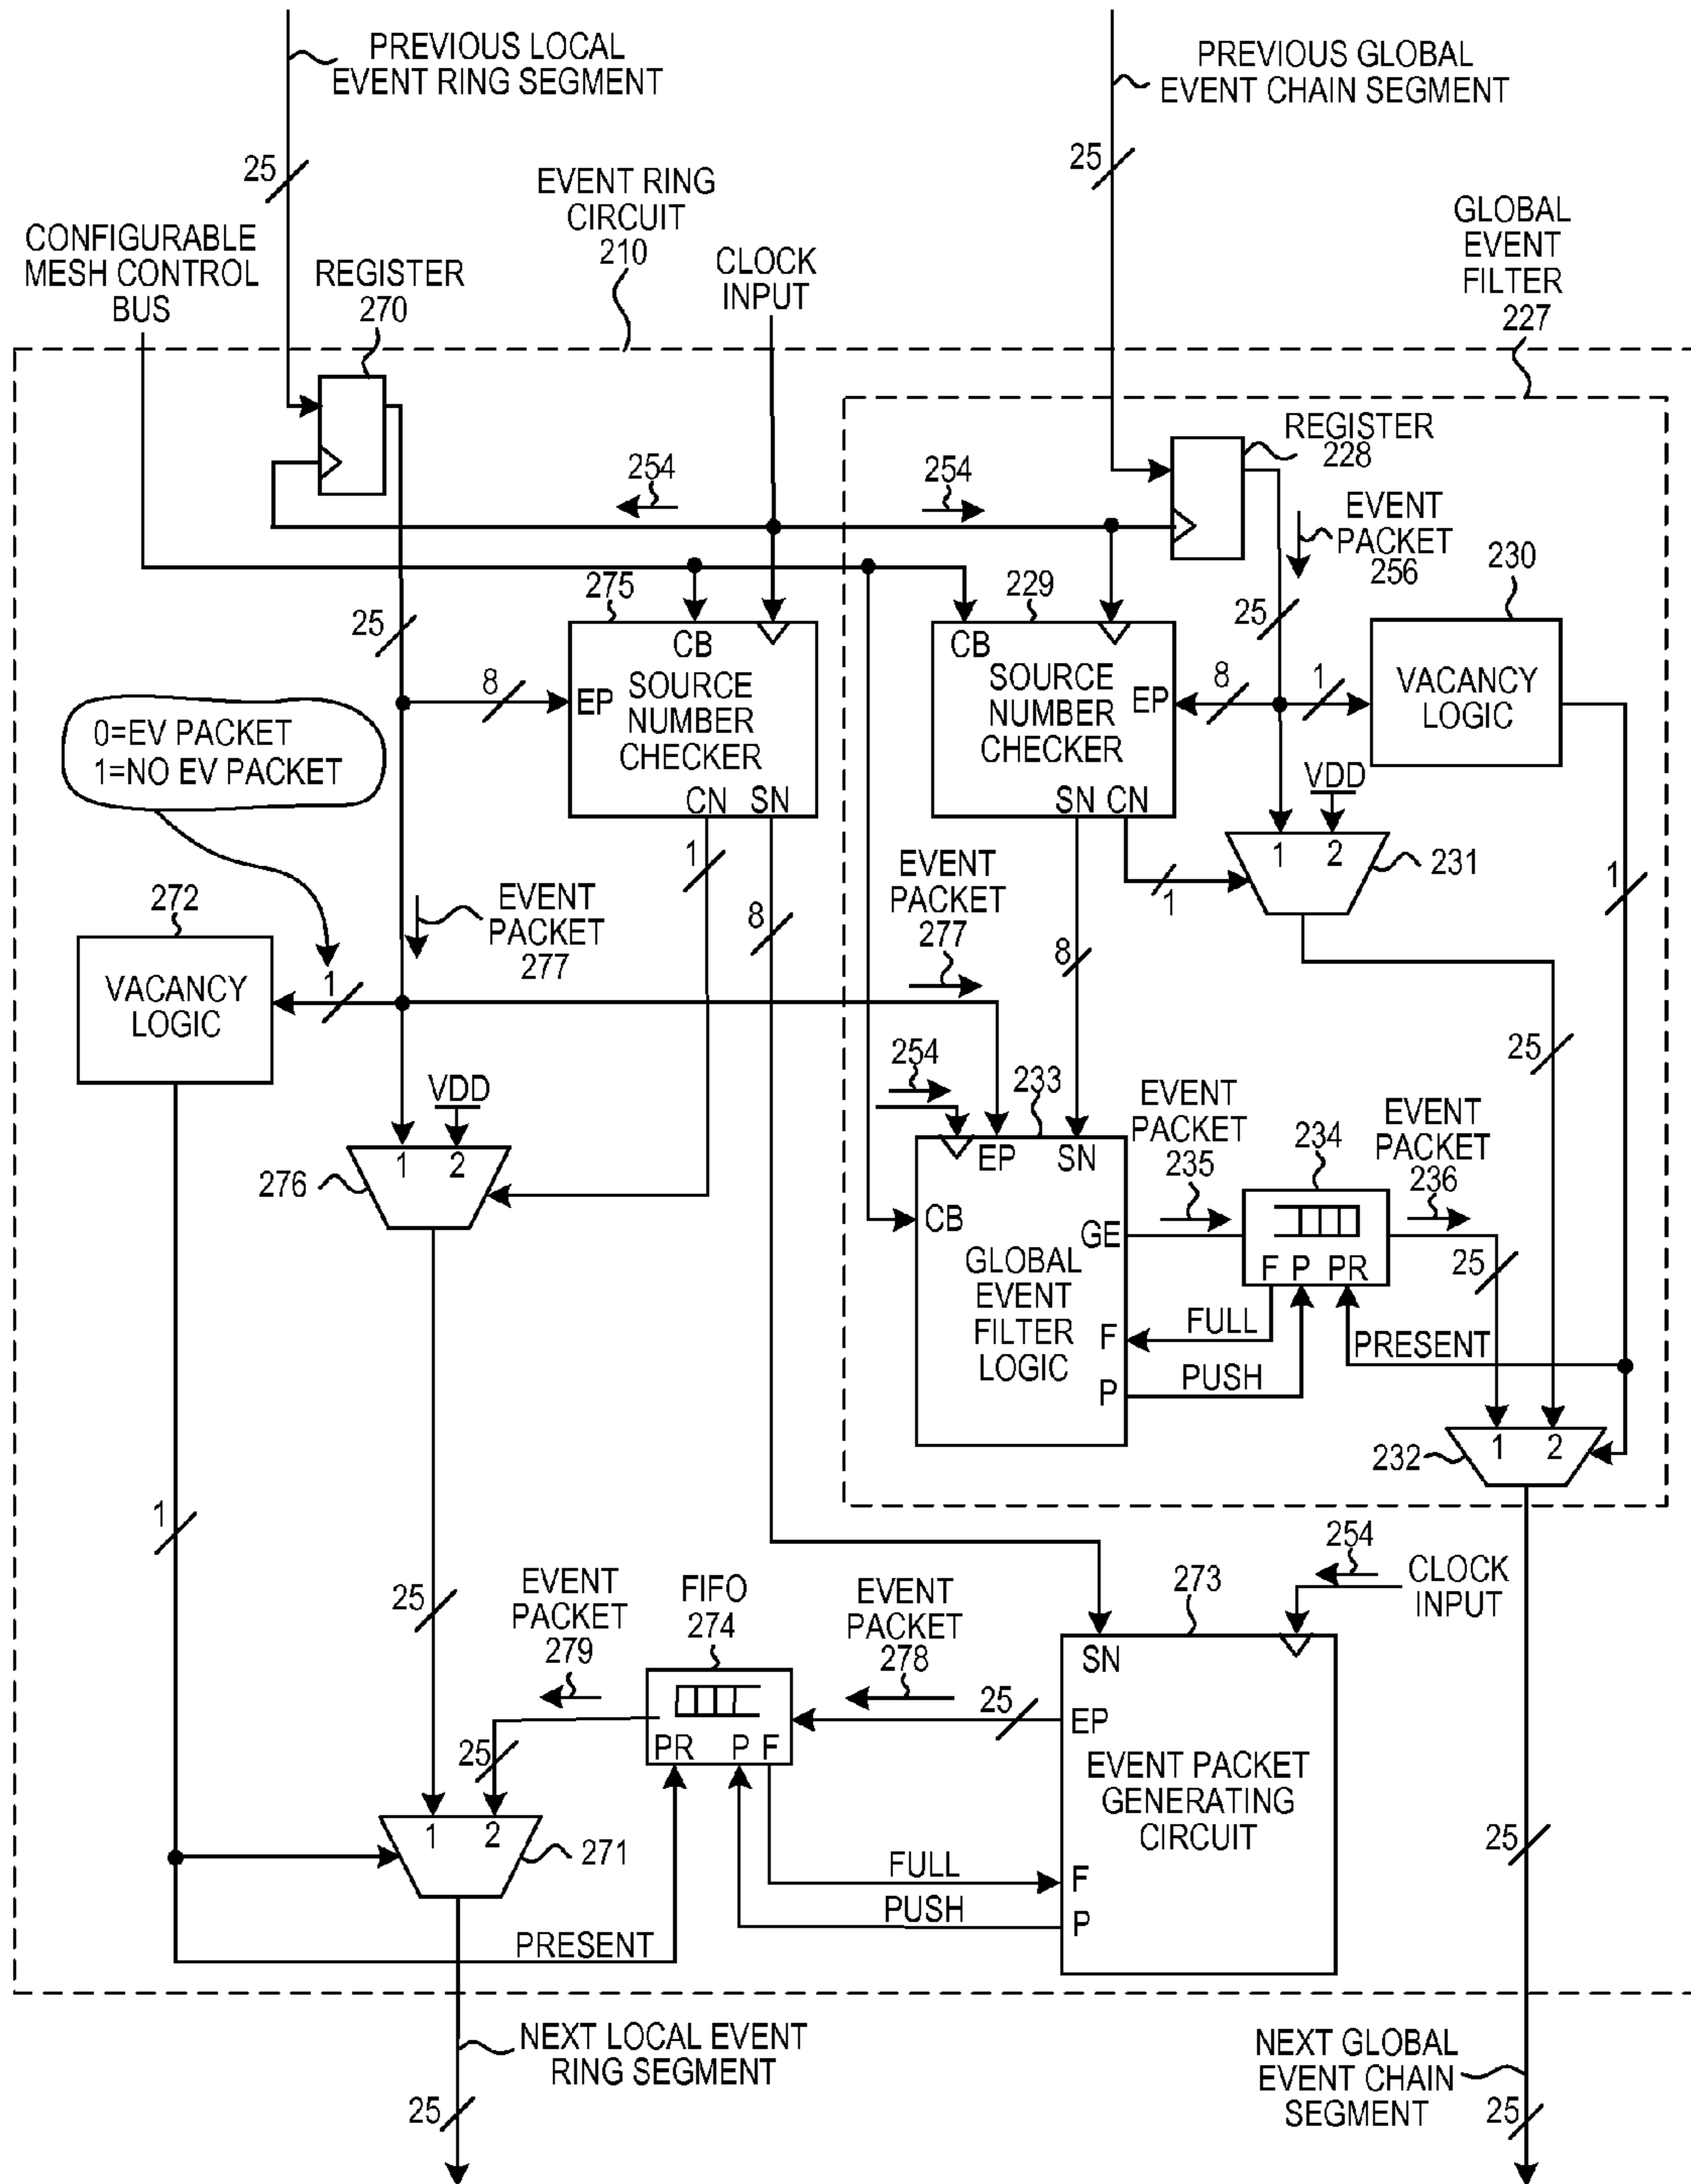 PREVIOUS LOCAL
EVENT RING SEGMENT
PREVIOUS GLOBAL
EVENT CHAIN SEGMENT
25
25
EVENT RING
CIRCUIT
210
GLOBAL
EVENT
FILTER
227
CONFIGURABLE
MESH CONTROL
BUS
REGISTER
270
CLOCK
INPUT
REGISTER
228
254
254
EVENT
PACKET
256
230
275
229
25
25
CB
SOURCE
NUMBER
CHECKER
EP
CN
SN
8
CB
SOURCE
NUMBER
CHECKER
EP
SN
CN
8
1
VACANCY
LOGIC
0=EV PACKET
1=NO EV PACKET
VDD
1
2
231
1
1
1
8
8
272
EVENT
PACKET
277
EVENT
PACKET
277
VACANCY
LOGIC
1
25
254
233
VDD
1
2
276
EP
SN
CB
GE
GLOBAL
EVENT
FILTER
LOGIC
F
P
EVENT
PACKET
235
234
EVENT
PACKET
236
F
P
PR
25
FULL
PUSH
PRESENT
1
2
232
1
254
CLOCK
INPUT
273
25
EVENT
PACKET
279
FIFO
274
EVENT
PACKET
278
SN
EP
25
PR
P
F
25
EVENT PACKET
GENERATING
CIRCUIT
F
P
1
2
271
FULL
PUSH
PRESENT
25
NEXT LOCAL EVENT
RING SEGMENT
25
NEXT GLOBAL
EVENT CHAIN
SEGMENT
25